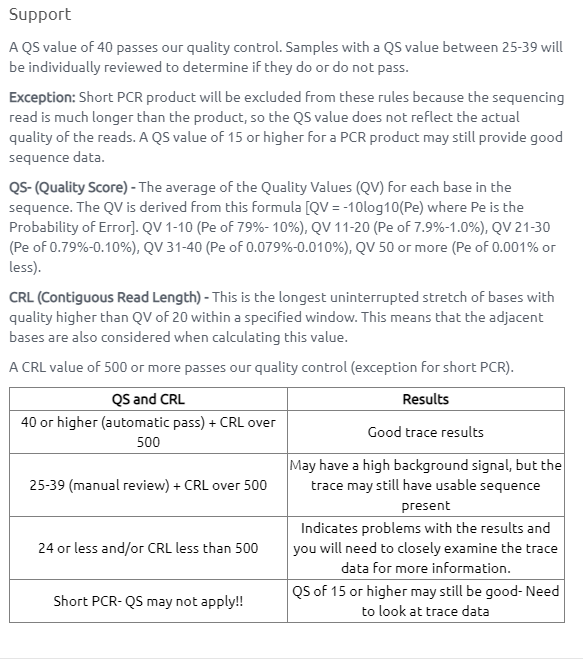 Support
A QS value of 40 passes our quality control. Samples with a QS value between 25-39 will
be individually reviewed to determine if they do or do not pass.
Exception: Short PCR product will be excluded from these rules because the sequencing
read is much longer than the product, so the QS value does not reflect the actual
quality of the reads. A QS value of 15 or higher for a PCR product may still provide good
sequence data.
QS- (Quality Score) - The average of the Quality Values (QV) for each base in the
sequence. The QV is derived from this formula [QV = -10log10(Pe) where Pe is the
Probability of Error]. QV 1-10 (Pe of 79%- 10%), QV 11-20 (Pe of 7.9%-1.0%), QV 21-30
(Pe of 0.79%-0.10%), QV 31-40 (Pe of 0.079%-0.010%), QV 50 or more (Pe of 0.001% or
less).
CRL (Contiguous Read Length) - This is the longest uninterrupted stretch of bases with
quality higher than QV of 20 within a specified window. This means that the adjacent
bases are also considered when calculating this value.
A CRL value of 500 or more passes our quality control (exception for short PCR).
QS and CRL
Results
40 or higher (automatic pass) + CRL over
500
Good trace results
25-39 (manual review) + CRL over 500
May have a high background signal, but the
trace may still have usable sequence
present
24 or less and/or CRL less than 500
Indicates problems with the results and
you will need to closely examine the trace
data for more information.
Short PCR- QS may not apply!!
QS of 15 or higher may still be good- Need
to look at trace data